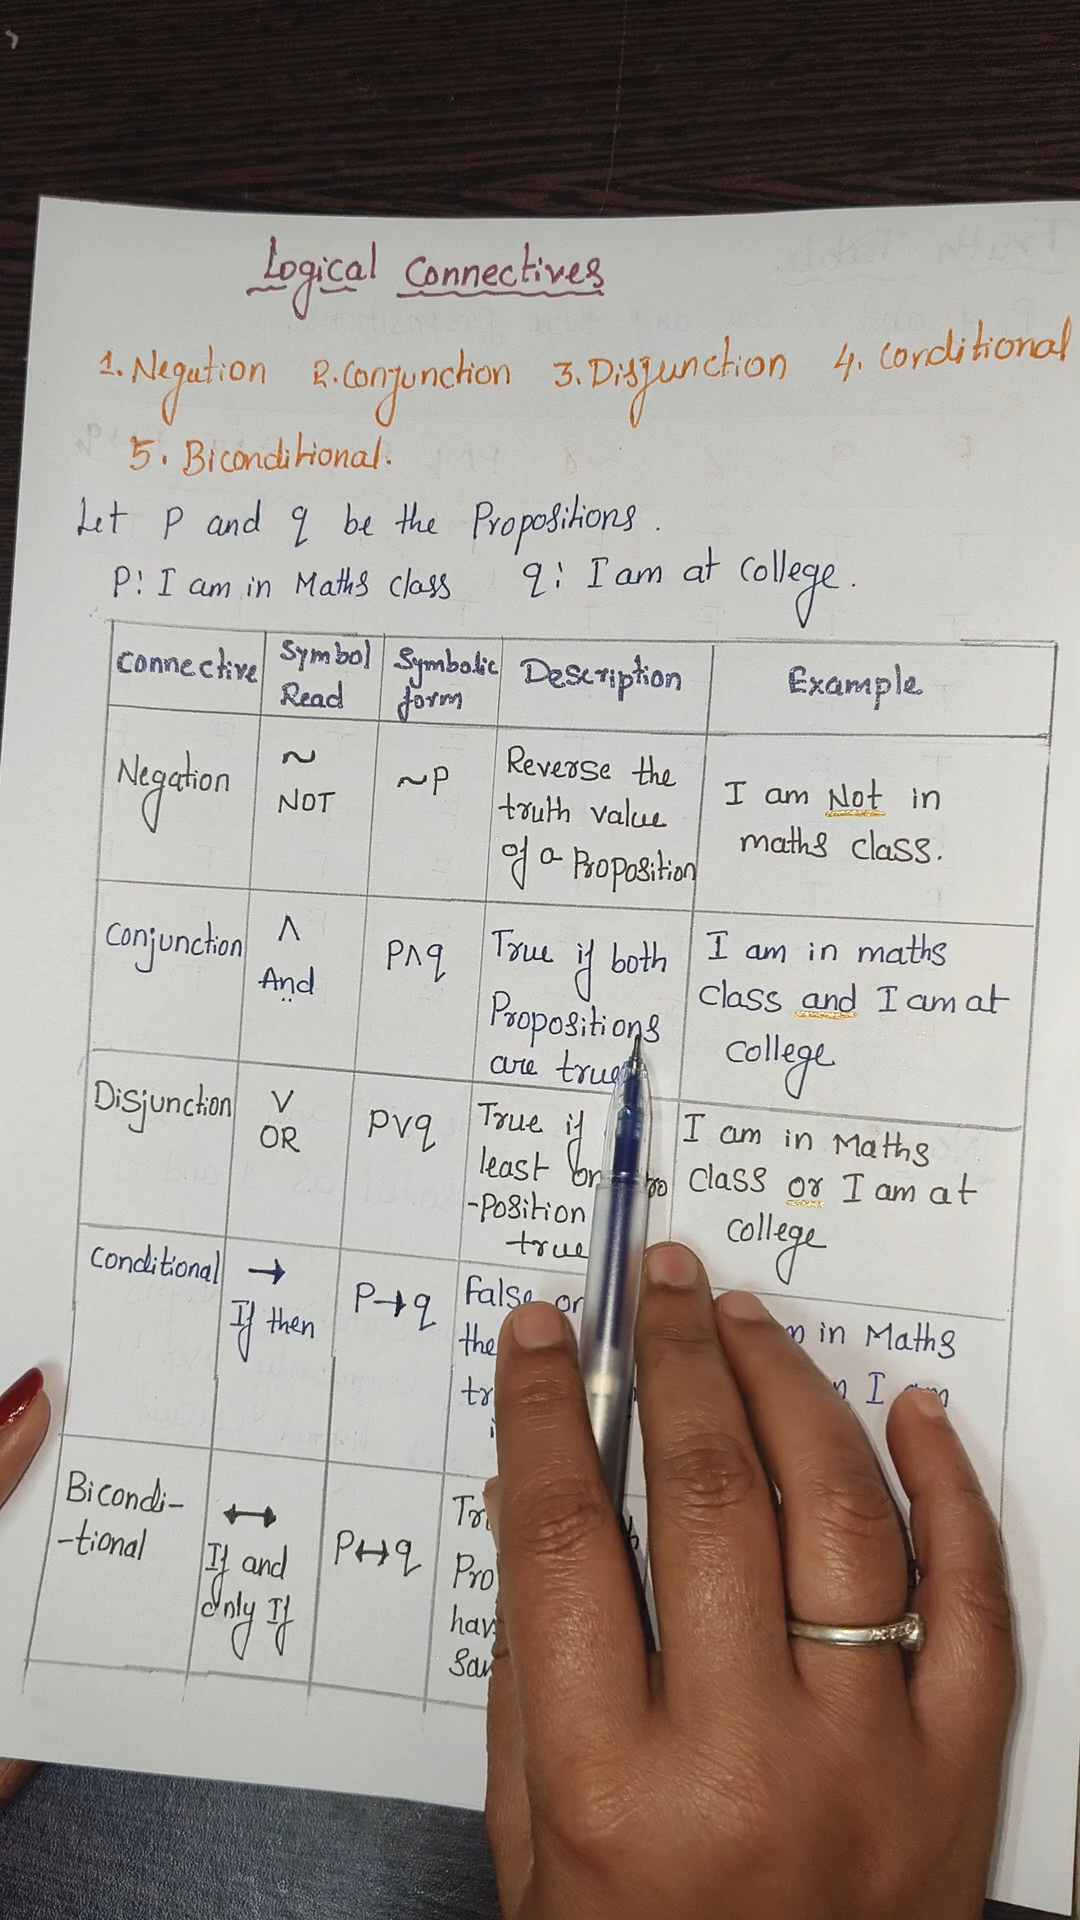 Logical Connectives
1. Negation 2. Conjunction 3. Disjunction 4. Conditional
5. Biconditional.
Let P and q be the Propositions.
P: I am in Maths class q: I am at college.
Connective
Symbol
Read
Symbolic
form
Description
Example
Negation
~
NOT
~P
Reverse the
truth value
of a Proposition
I am Not in
maths class.
Conjunction
∧
And
P∧q
True if both
Propositions
are true
I am in maths
class and I am at
college
Disjunction
∨
OR
P∨q
True if
least
-position
true
I am in Maths
class or I am at
college
Conditional
→
If then
P→q
False
the
in Maths
I am
Bicondi-
-tional
↔
If and
only If
P↔q